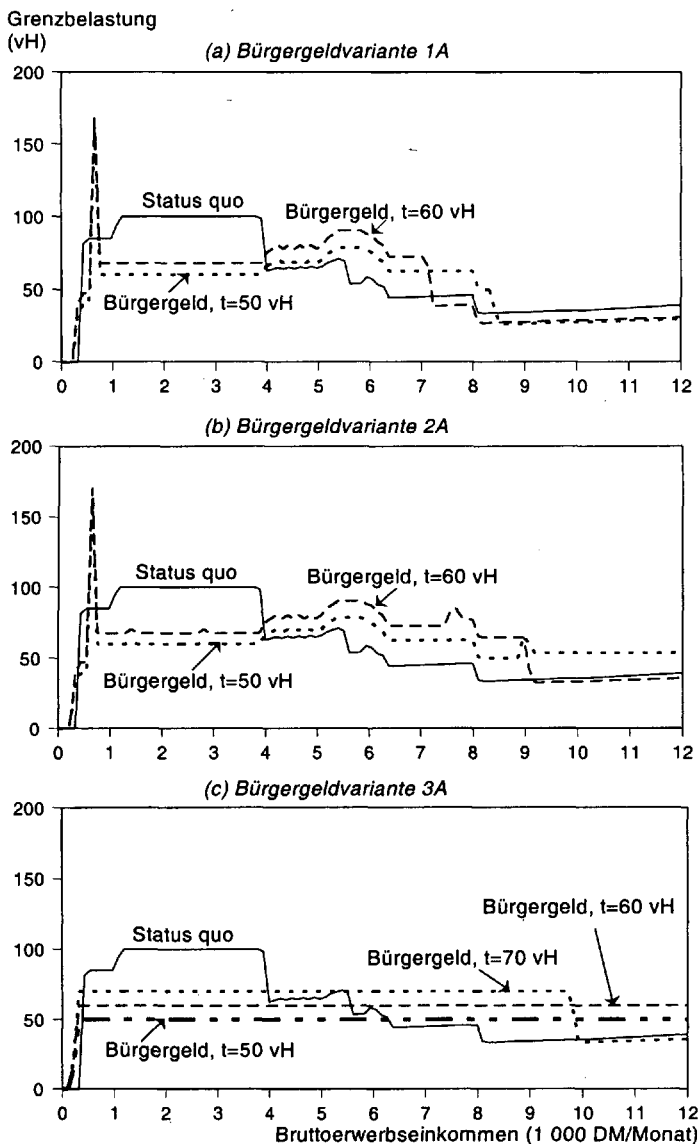 Grenzbelastung
(vH)
(a) Bürgergeldvariante 1A
200
150
100
50
0
Status quo
Bürgergeld, t=60 vH
Bürgergeld, t=50 vH
0 1 2 3 4 5 6 7 8 9 10 11 12
(b) Bürgergeldvariante 2A
200
150
100
50
0
Status quo
Bürgergeld, t=60 vH
Bürgergeld, t=50 vH
0 1 2 3 4 5 6 7 8 9 10 11 12
(c) Bürgergeldvariante 3A
200
150
100
50
0
Status quo
Bürgergeld, t=60 vH
Bürgergeld, t=70 vH
Bürgergeld, t=50 vH
0 1 2 3 4 5 6 7 8 9 10 11 12
Bruttoerwerbseinkommen (1 000 DM/Monat)